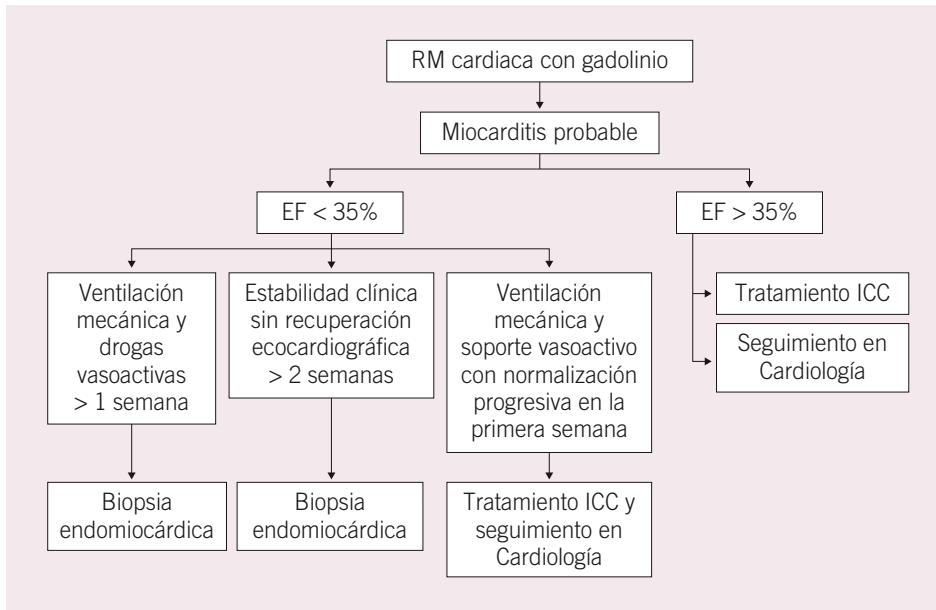 RM cardiaca con gadolinio
Miocarditis probable
EF < 35%
EF > 35%
Ventilación
mecánica y
drogas
vasoactivas
> 1 semana
Estabilidad clínica
sin recuperación
ecocardiográfica
> 2 semanas
Ventilación
mecánica y
soporte vasoactivo
con normalización
progresiva en la
primera semana
Tratamiento ICC
Seguimiento en
Cardiología
Biopsia
endomiocárdica
Biopsia
endomiocárdica
Tratamiento ICC y
seguimiento en
Cardiología